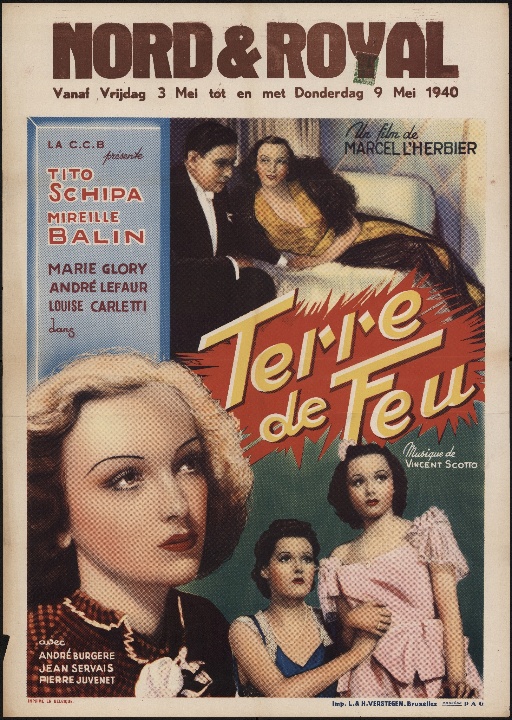 NORD & ROYAL
Vanaf Vrijdag 3 Mei tot en met Donderdag 9 Mei 1940
LA C.C.B
présente
TITO
SCHIPA
MIREILLE
BALIN
MARIE GLORY
ANDRÉ LEFAUR
LOUISE CARLETTI
dans
Un film de
MARCEL L'HERBIER
Terre
de Feu
Musique de
VINCENT SCOTTO
avec
ANDRÉ BURGERE
JEAN SERVAIS
PIERRE JUVENET
Imp. L. & H. VERSTEGEN. Bruxelles